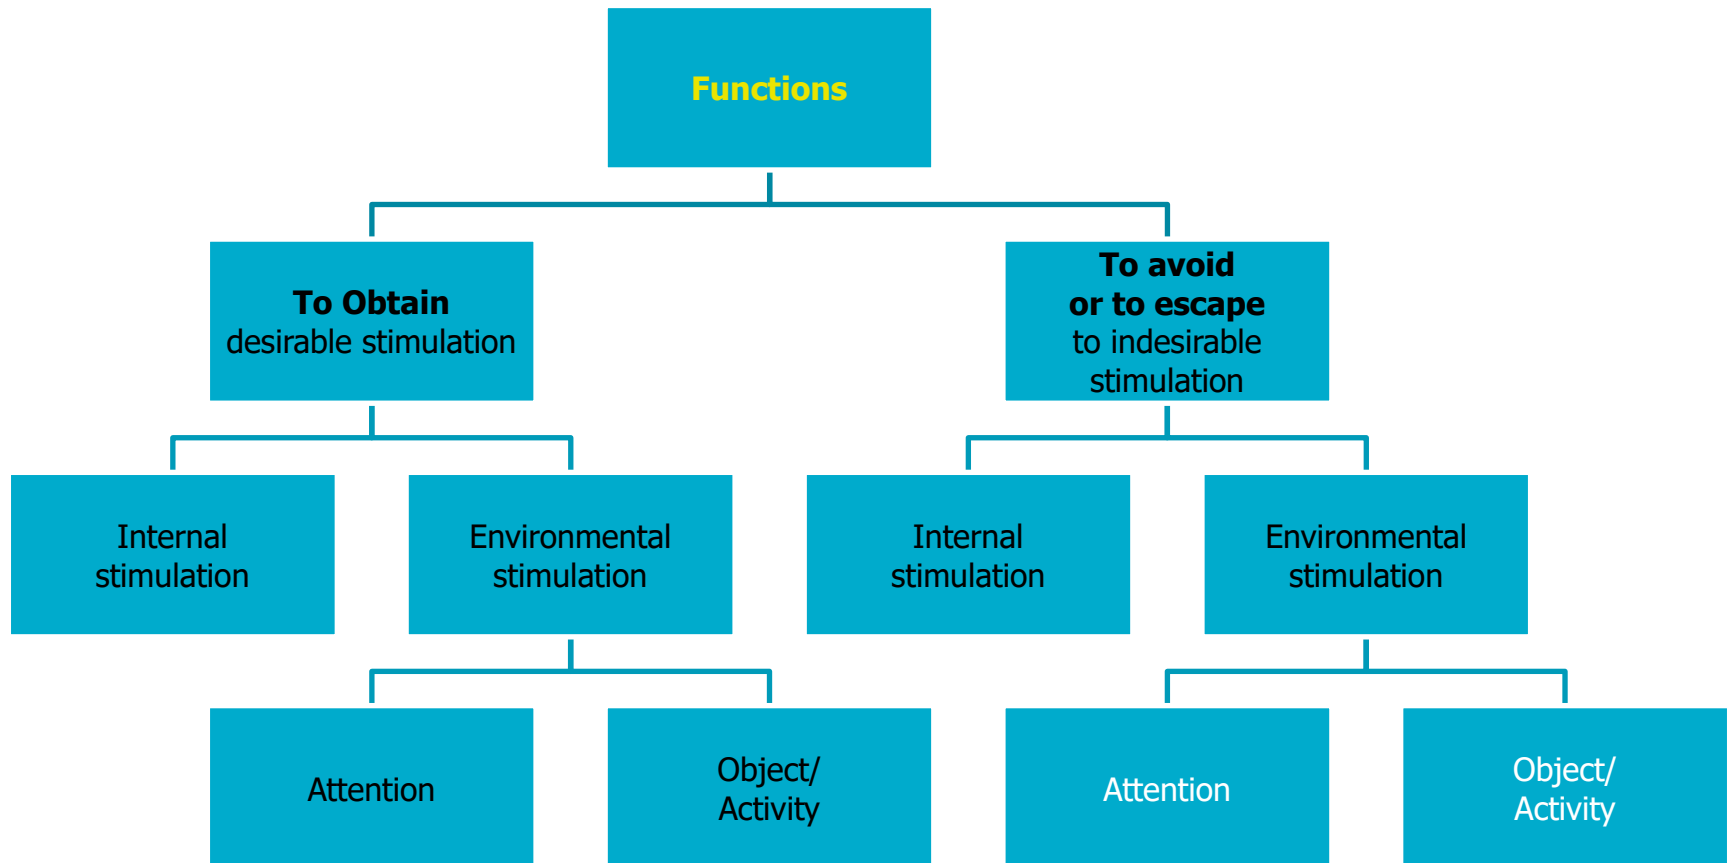 Functions
To Obtain
desirable stimulation
To avoid
or to escape
to indesirable
stimulation
Internal
stimulation
Environmental
stimulation
Internal
stimulation
Environmental
stimulation
Attention
Object/
Activity
Attention
Object/
Activity